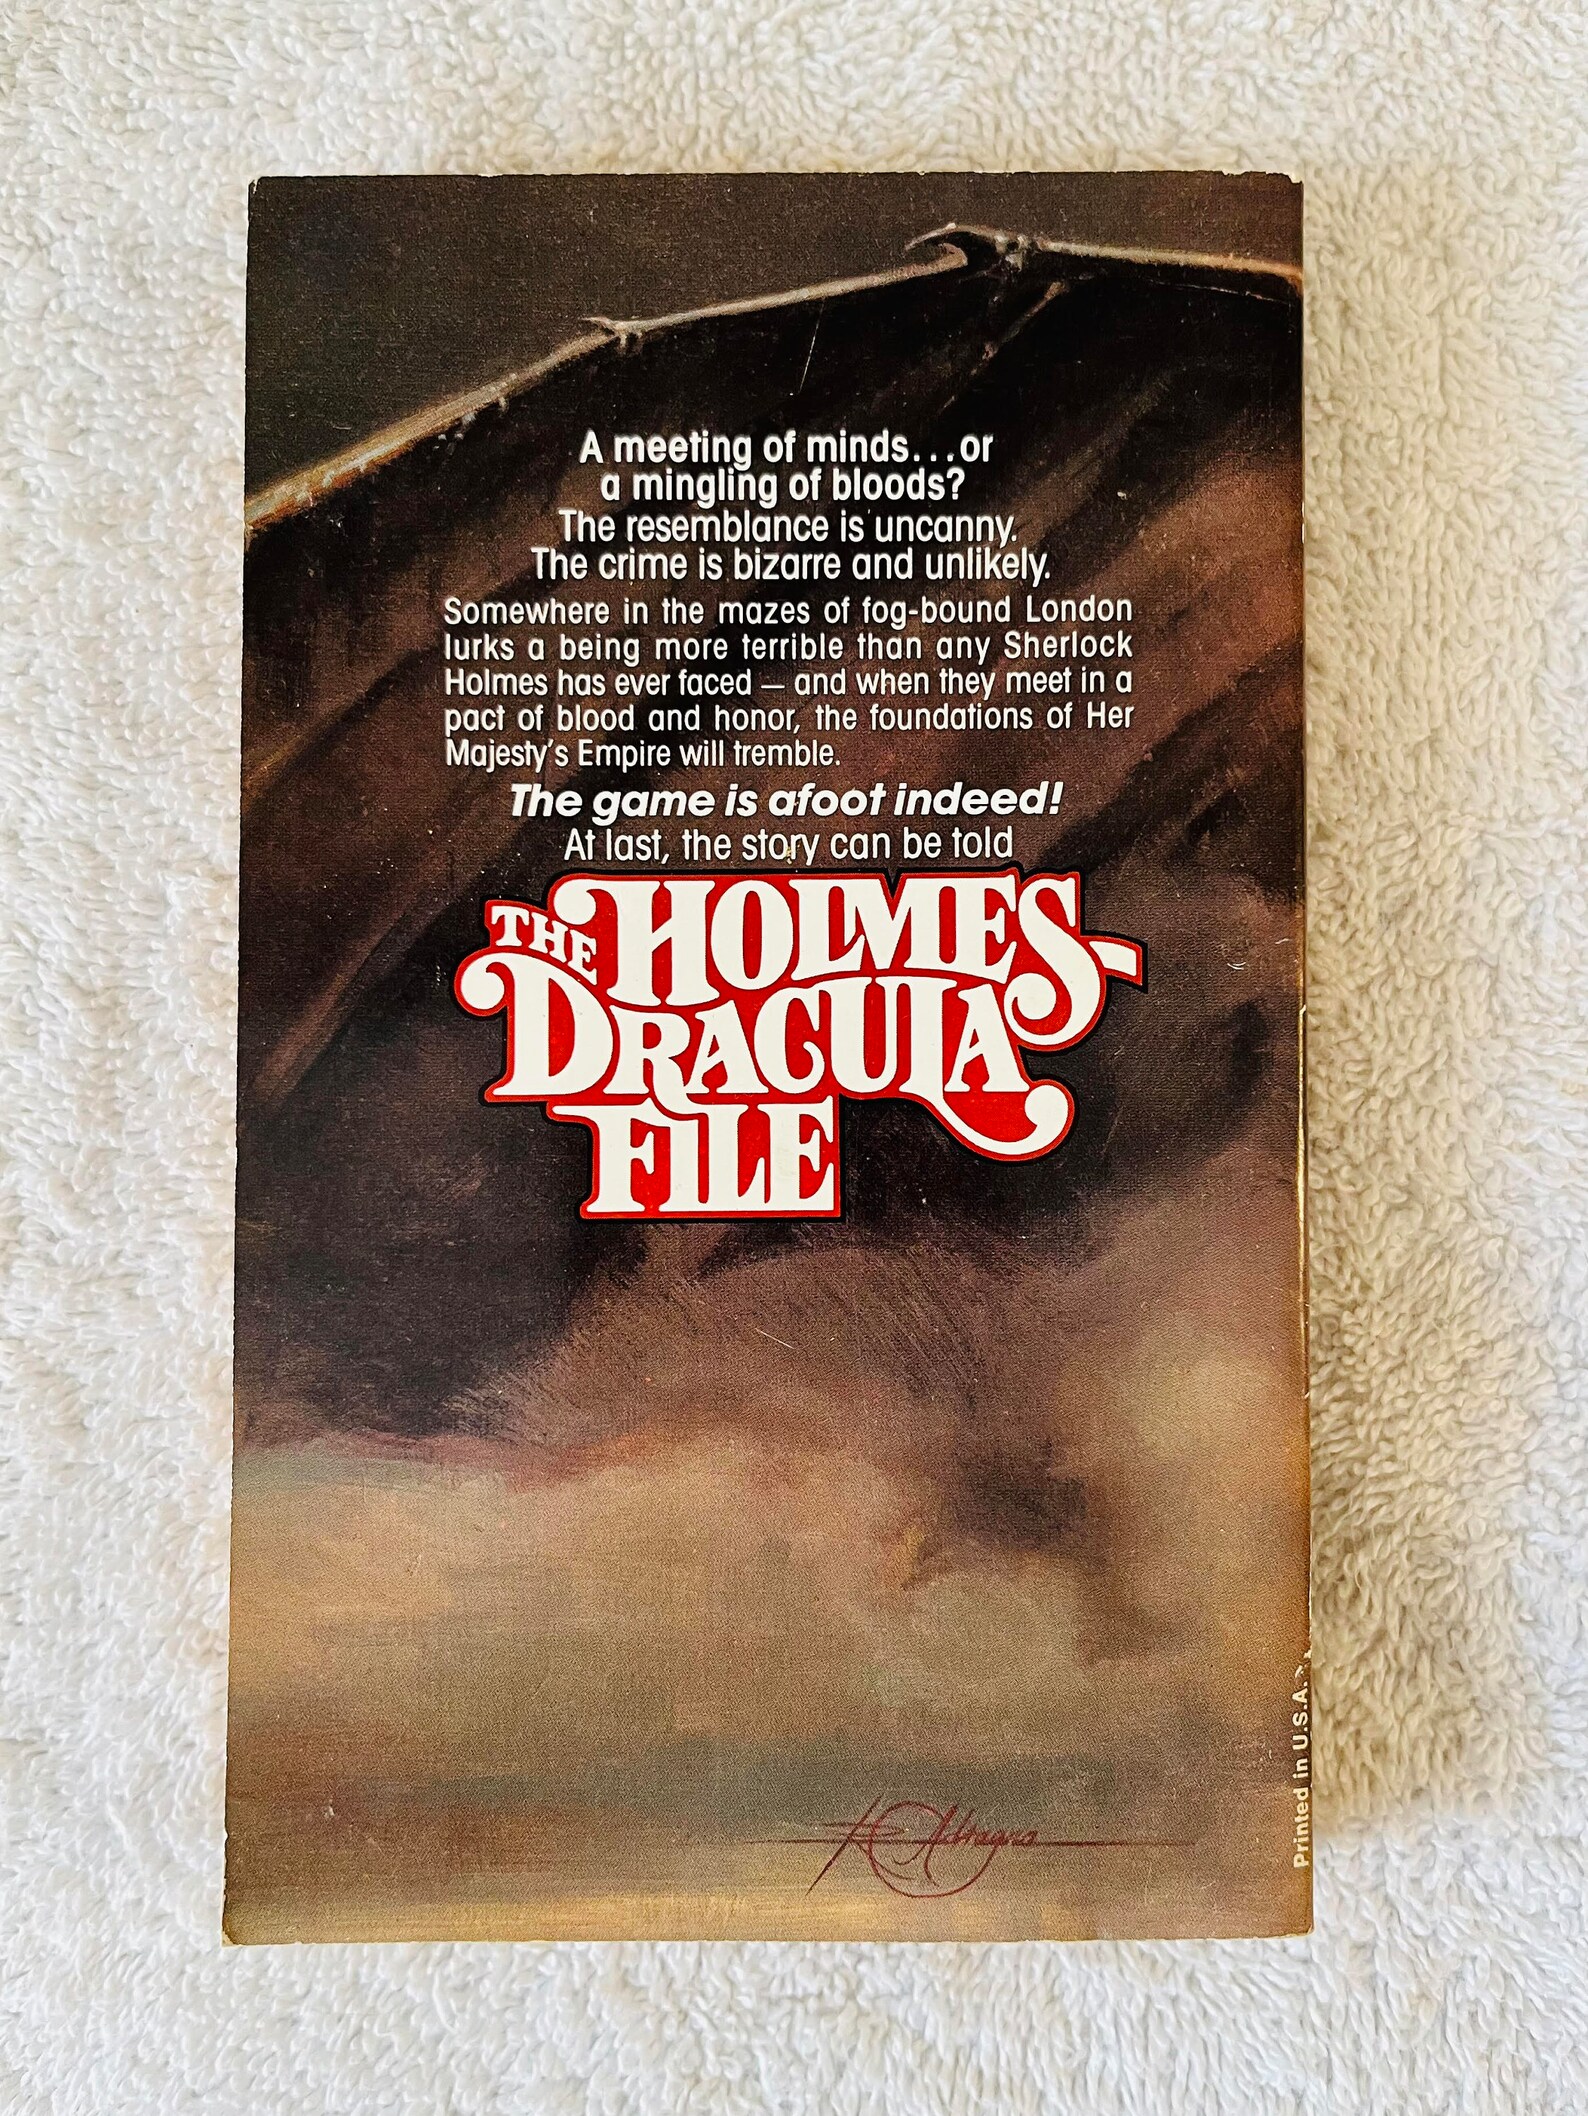 A meeting of minds...or
a mingling of bloods?
The resemblance is uncanny.
The crime is bizarre and unlikely.
Somewhere in the mazes of fog-bound London
lurks a being more terrible than any Sherlock
Holmes has ever faced — and when they meet in a
pact of blood and honor, the foundations of Her
Majesty's Empire will tremble.
The game is afoot indeed!
At last, the story can be told
THE HOLMES-
DRACULA
FILE
Adragna
Printed in U.S.A.